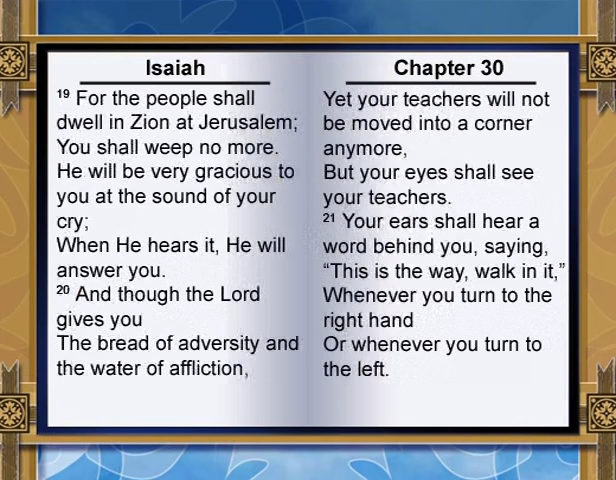 Isaiah
¹⁹ For the people shall
dwell in Zion at Jerusalem;
You shall weep no more.
He will be very gracious to
you at the sound of your
cry;
When He hears it, He will
answer you.
²⁰ And though the Lord
gives you
The bread of adversity and
the water of affliction,
Chapter 30
Yet your teachers will not
be moved into a corner
anymore,
But your eyes shall see
your teachers.
²¹ Your ears shall hear a
word behind you, saying,
“This is the way, walk in it,”
Whenever you turn to the
right hand
Or whenever you turn to
the left.